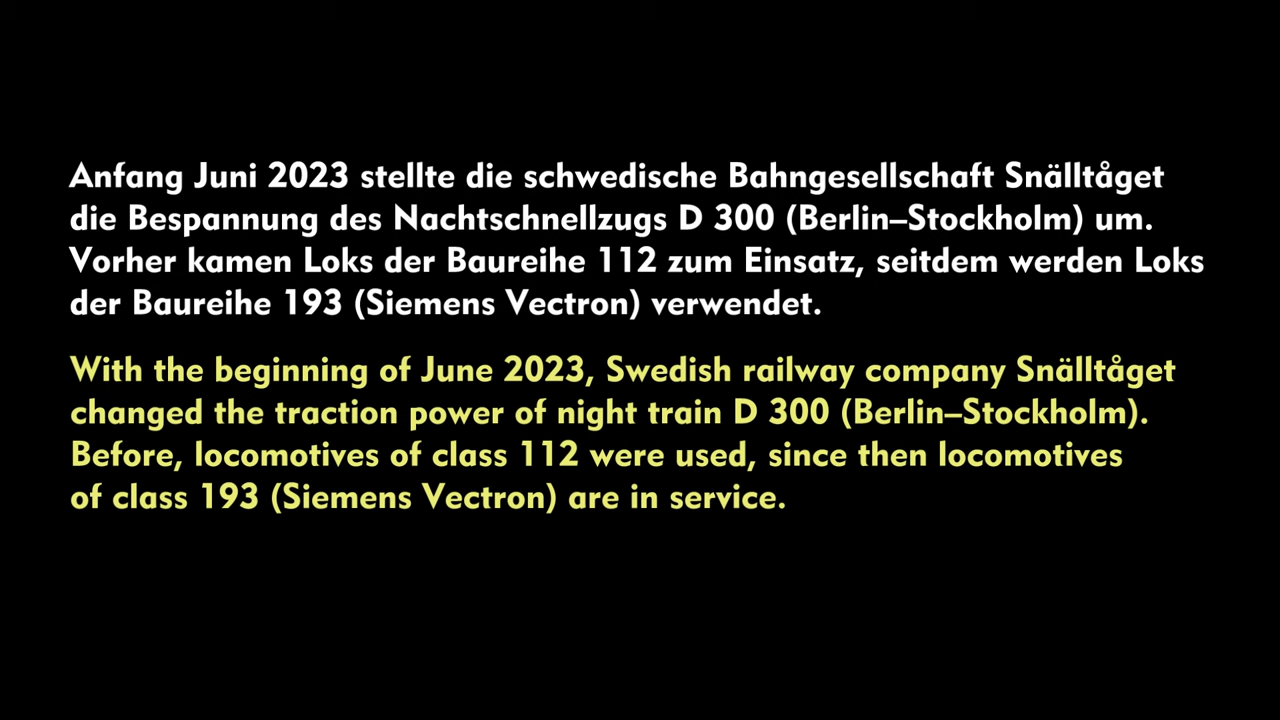 Anfang Juni 2023 stellte die schwedische Bahngesellschaft Snälltåget
die Bespannung des Nachtschnellzugs D 300 (Berlin–Stockholm) um.
Vorher kamen Loks der Baureihe 112 zum Einsatz, seitdem werden Loks
der Baureihe 193 (Siemens Vectron) verwendet.
With the beginning of June 2023, Swedish railway company Snälltåget
changed the traction power of night train D 300 (Berlin–Stockholm).
Before, locomotives of class 112 were used, since then locomotives
of class 193 (Siemens Vectron) are in service.